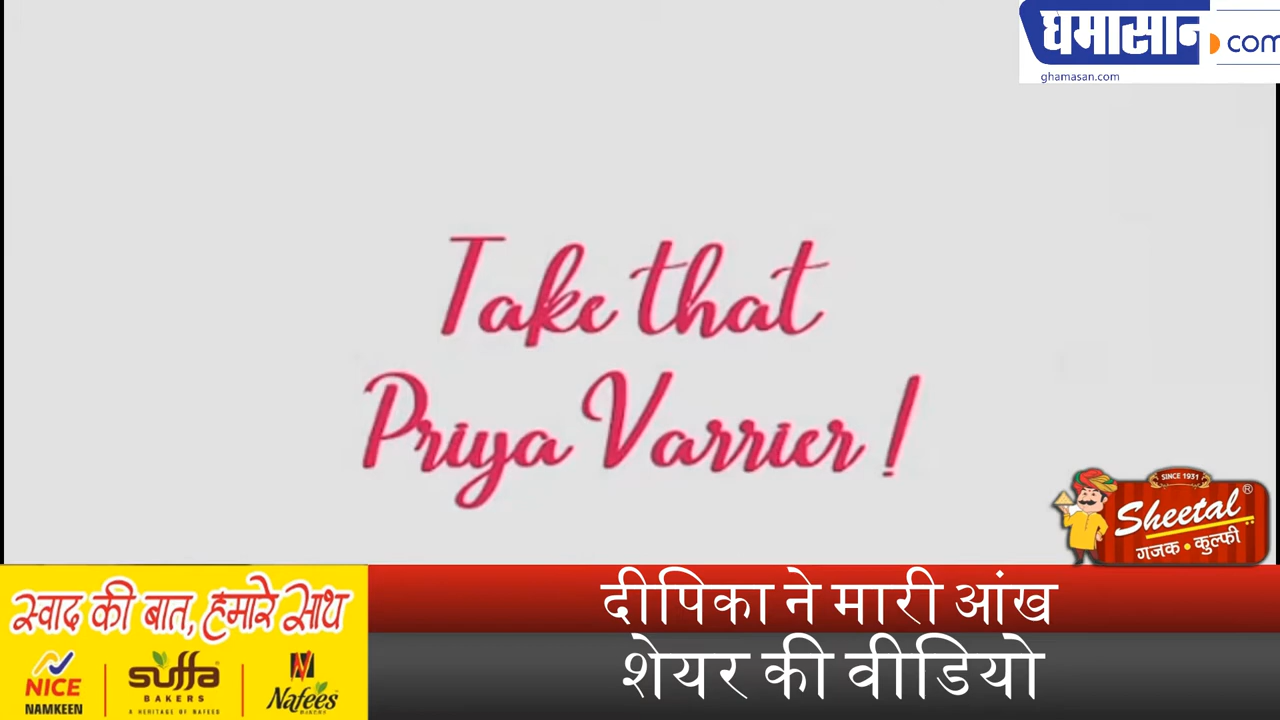 घमासान.com
ghamasan.com
Take that
Priya Varrier !
SINCE 1931
Sheetal®
गजक • कुल्फी
स्वाद की बात, हमारे साथ
NICE
NAMKEEN
suffa
BAKERS
A HERITAGE OF NAFEES
Nafees
BAKERY
दीपिका ने मारी आंख
शेयर की वीडियो